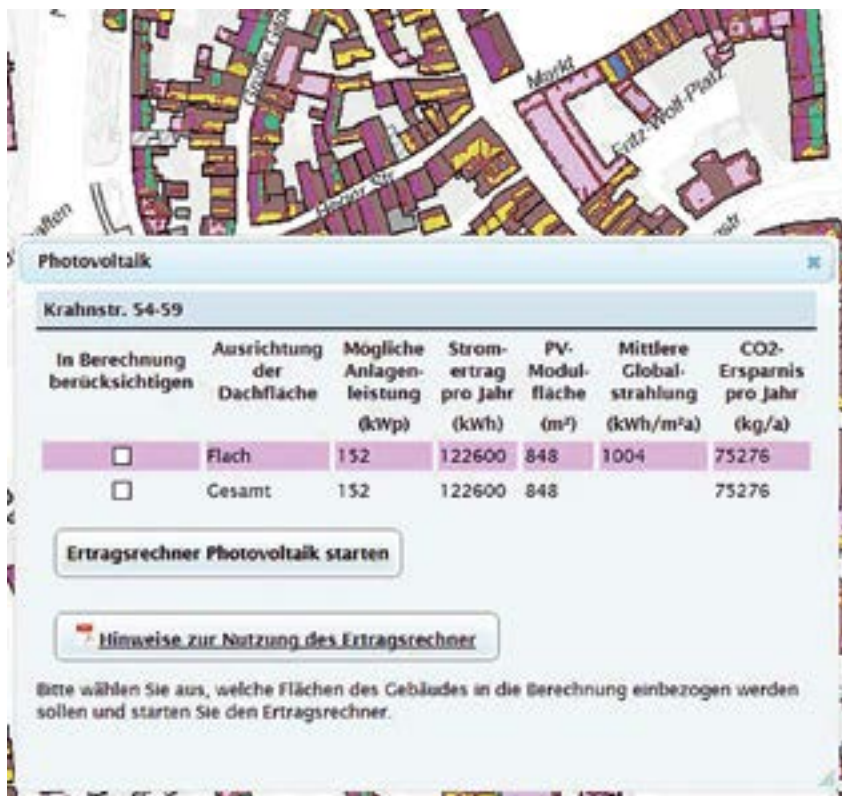 Markt
Fritz-Wolf-Platz
Photovoltaik
Krahnstr. 54-59
In Berechnung berücksichtigen
Ausrichtung der Dachfläche
Mögliche Anlagen-leistung (kWp)
Strom-ertrag pro Jahr (kWh)
PV-Modul-fläche (m²)
Mittlere Global-strahlung (kWh/m²a)
CO2-Ersparnis pro Jahr (kg/a)
Flach 152 122600 848 1004 75276
Gesamt 152 122600 848 75276
Ertragsrechner Photovoltaik starten
Hinweise zur Nutzung des Ertragsrechner
Bitte wählen Sie aus, welche Flächen des Gebäudes in die Berechnung einbezogen werden
sollen und starten Sie den Ertragsrechner.